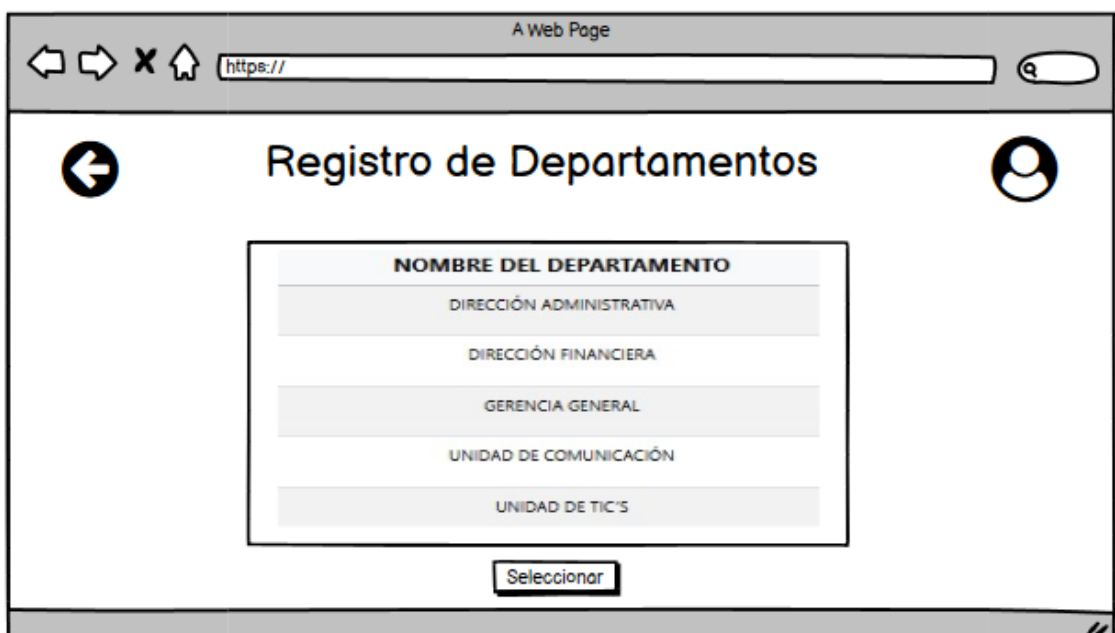 A Web Page
https://
Registro de Departamentos
NOMBRE DEL DEPARTAMENTO
DIRECCIÓN ADMINISTRATIVA
DIRECCIÓN FINANCIERA
GERENCIA GENERAL
UNIDAD DE COMUNICACIÓN
UNIDAD DE TIC'S
Seleccionar